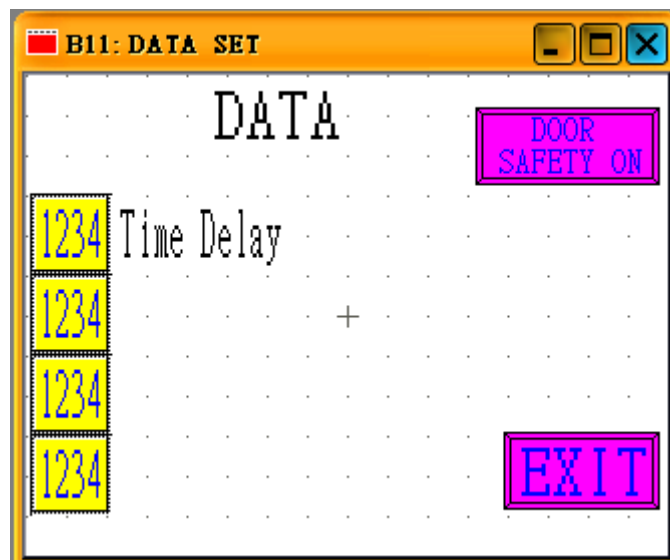 B11: DATA SET
DATA
DOOR
SAFETY ON
1234 Time Delay
1234
1234
1234
EXIT